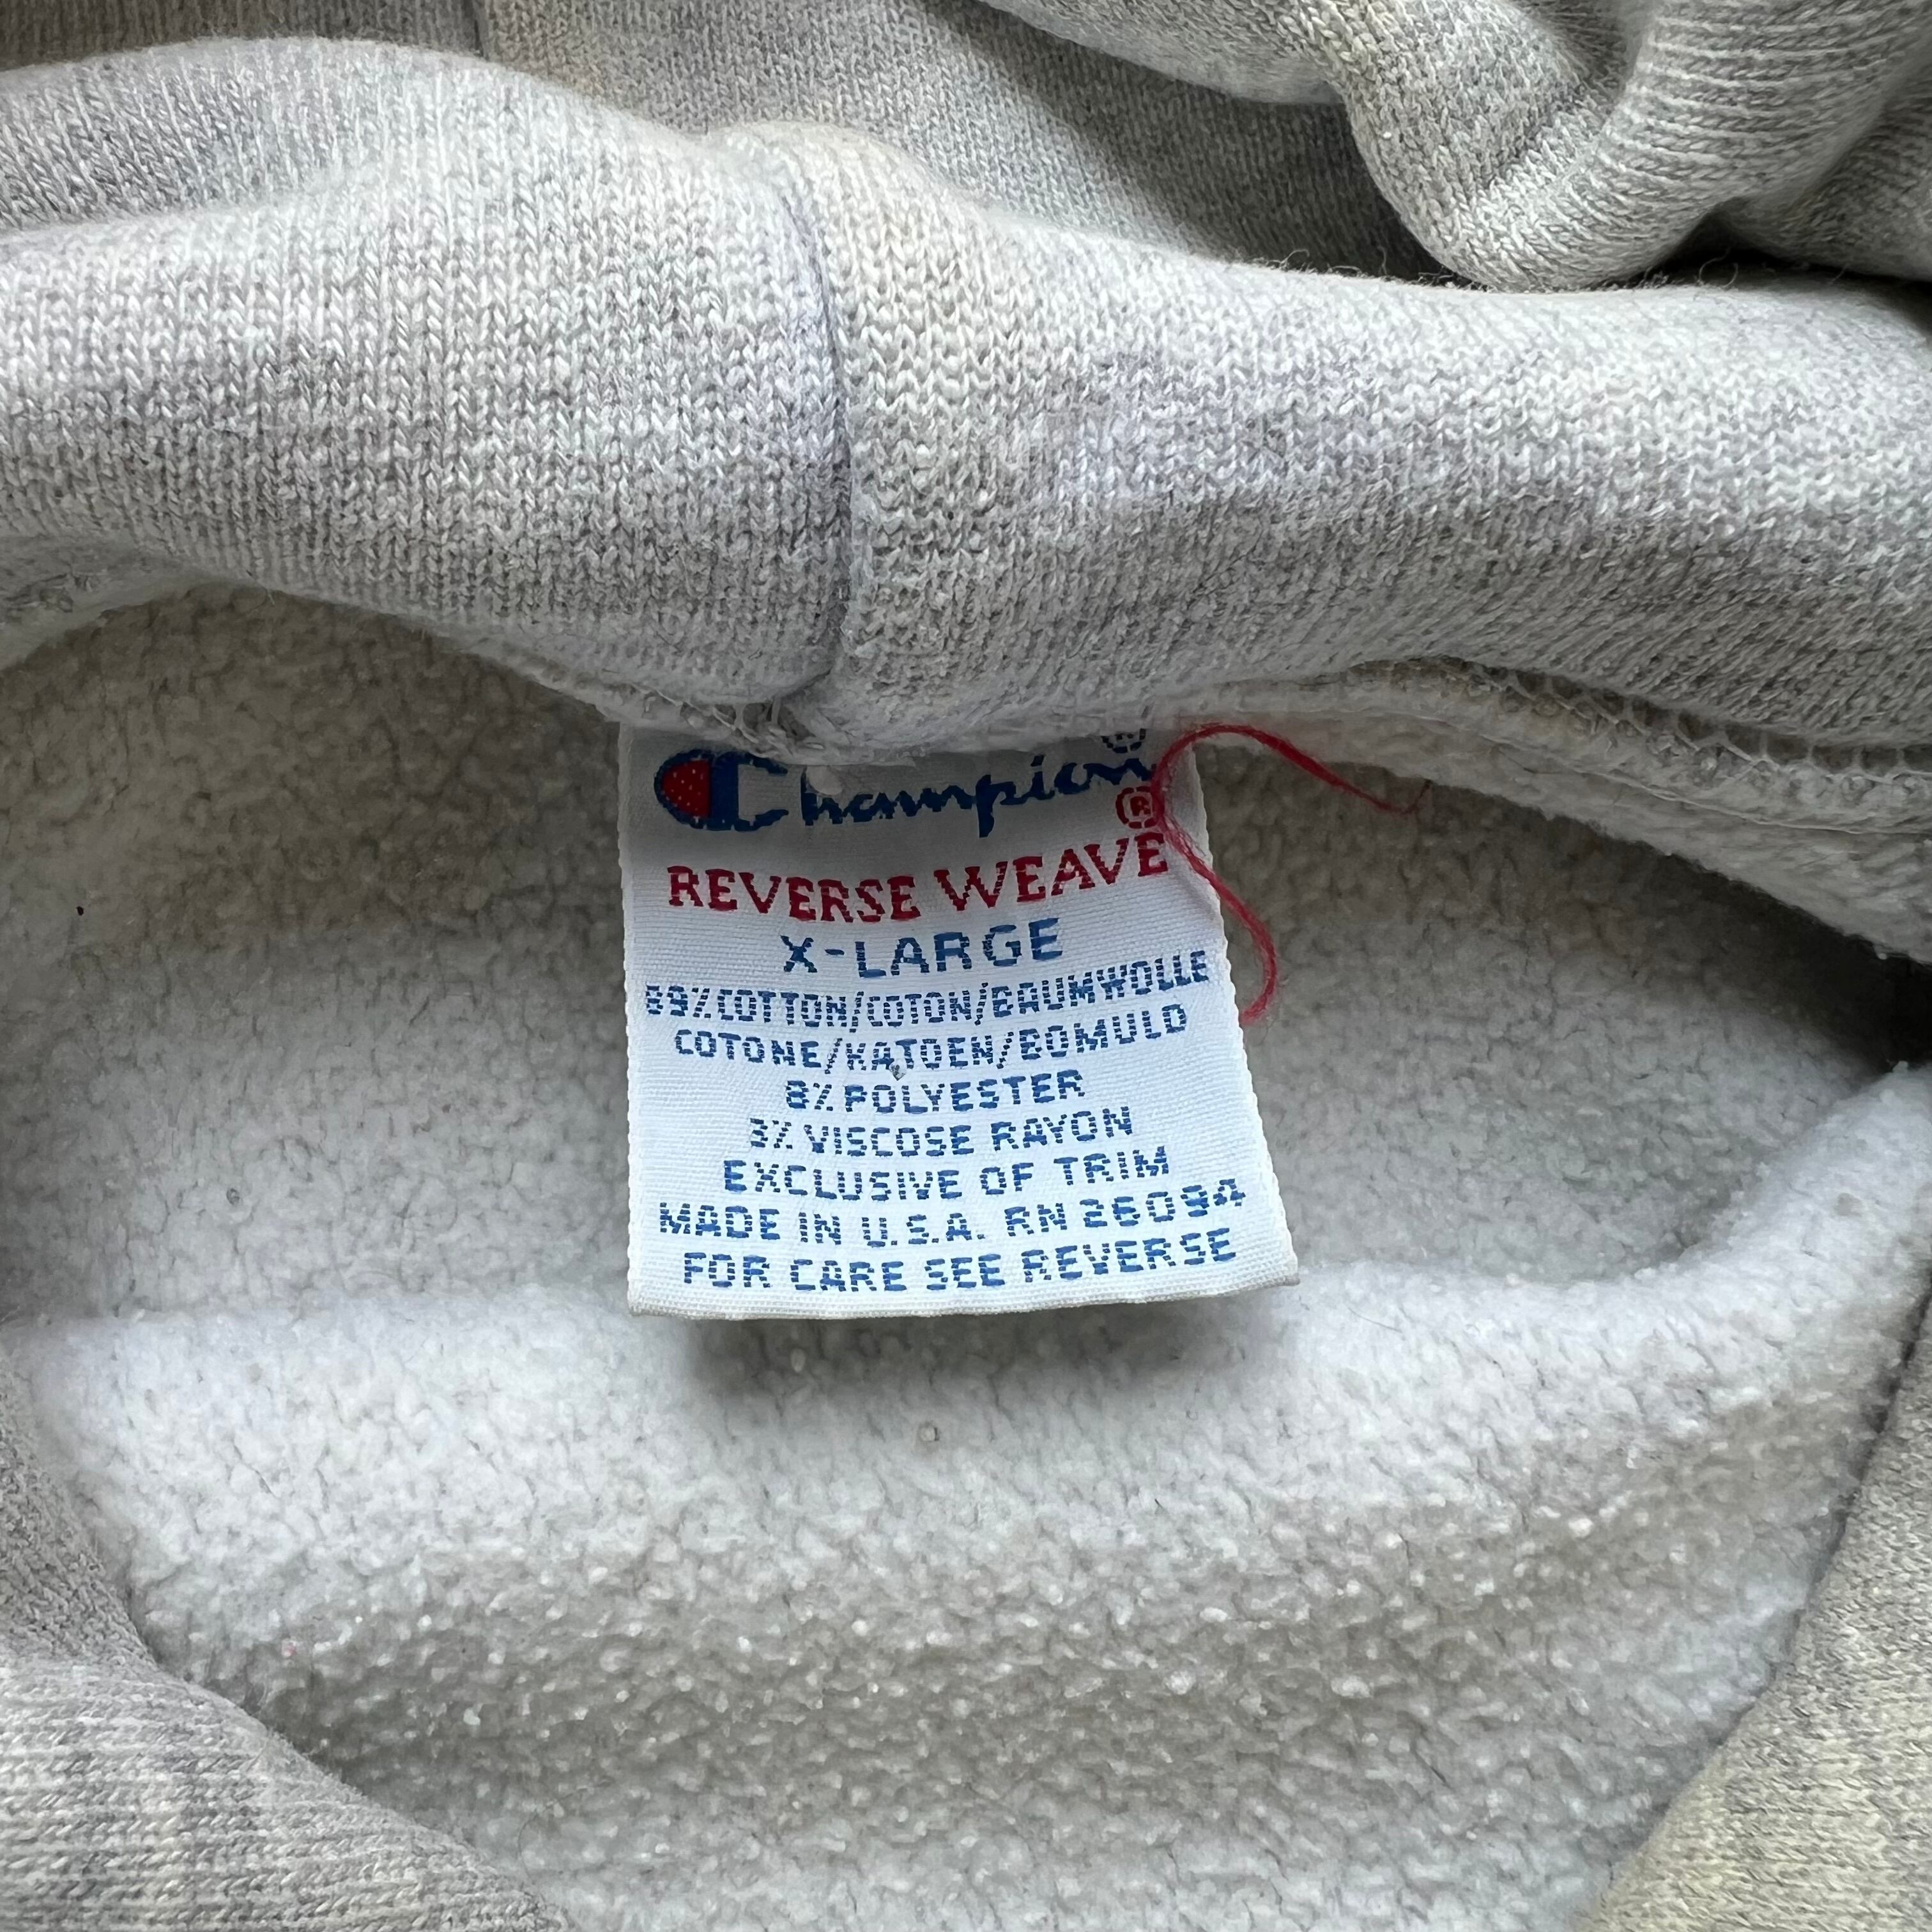 Champion®
®
REVERSE WEAVE
X-LARGE
89% COTTON/COTON/BAUMWOLLE
COTONE/KATOEN/BOMULD
8% POLYESTER
3% VISCOSE RAYON
EXCLUSIVE OF TRIM
MADE IN U.S.A. RN 26094
FOR CARE SEE REVERSE